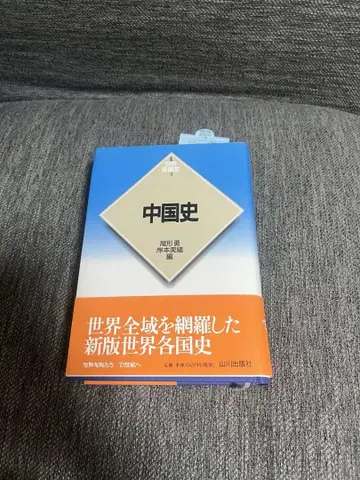 中国史
尾形 勇
岸本美緒
編
世界全域を網羅した
新版世界各国史
山川出版社